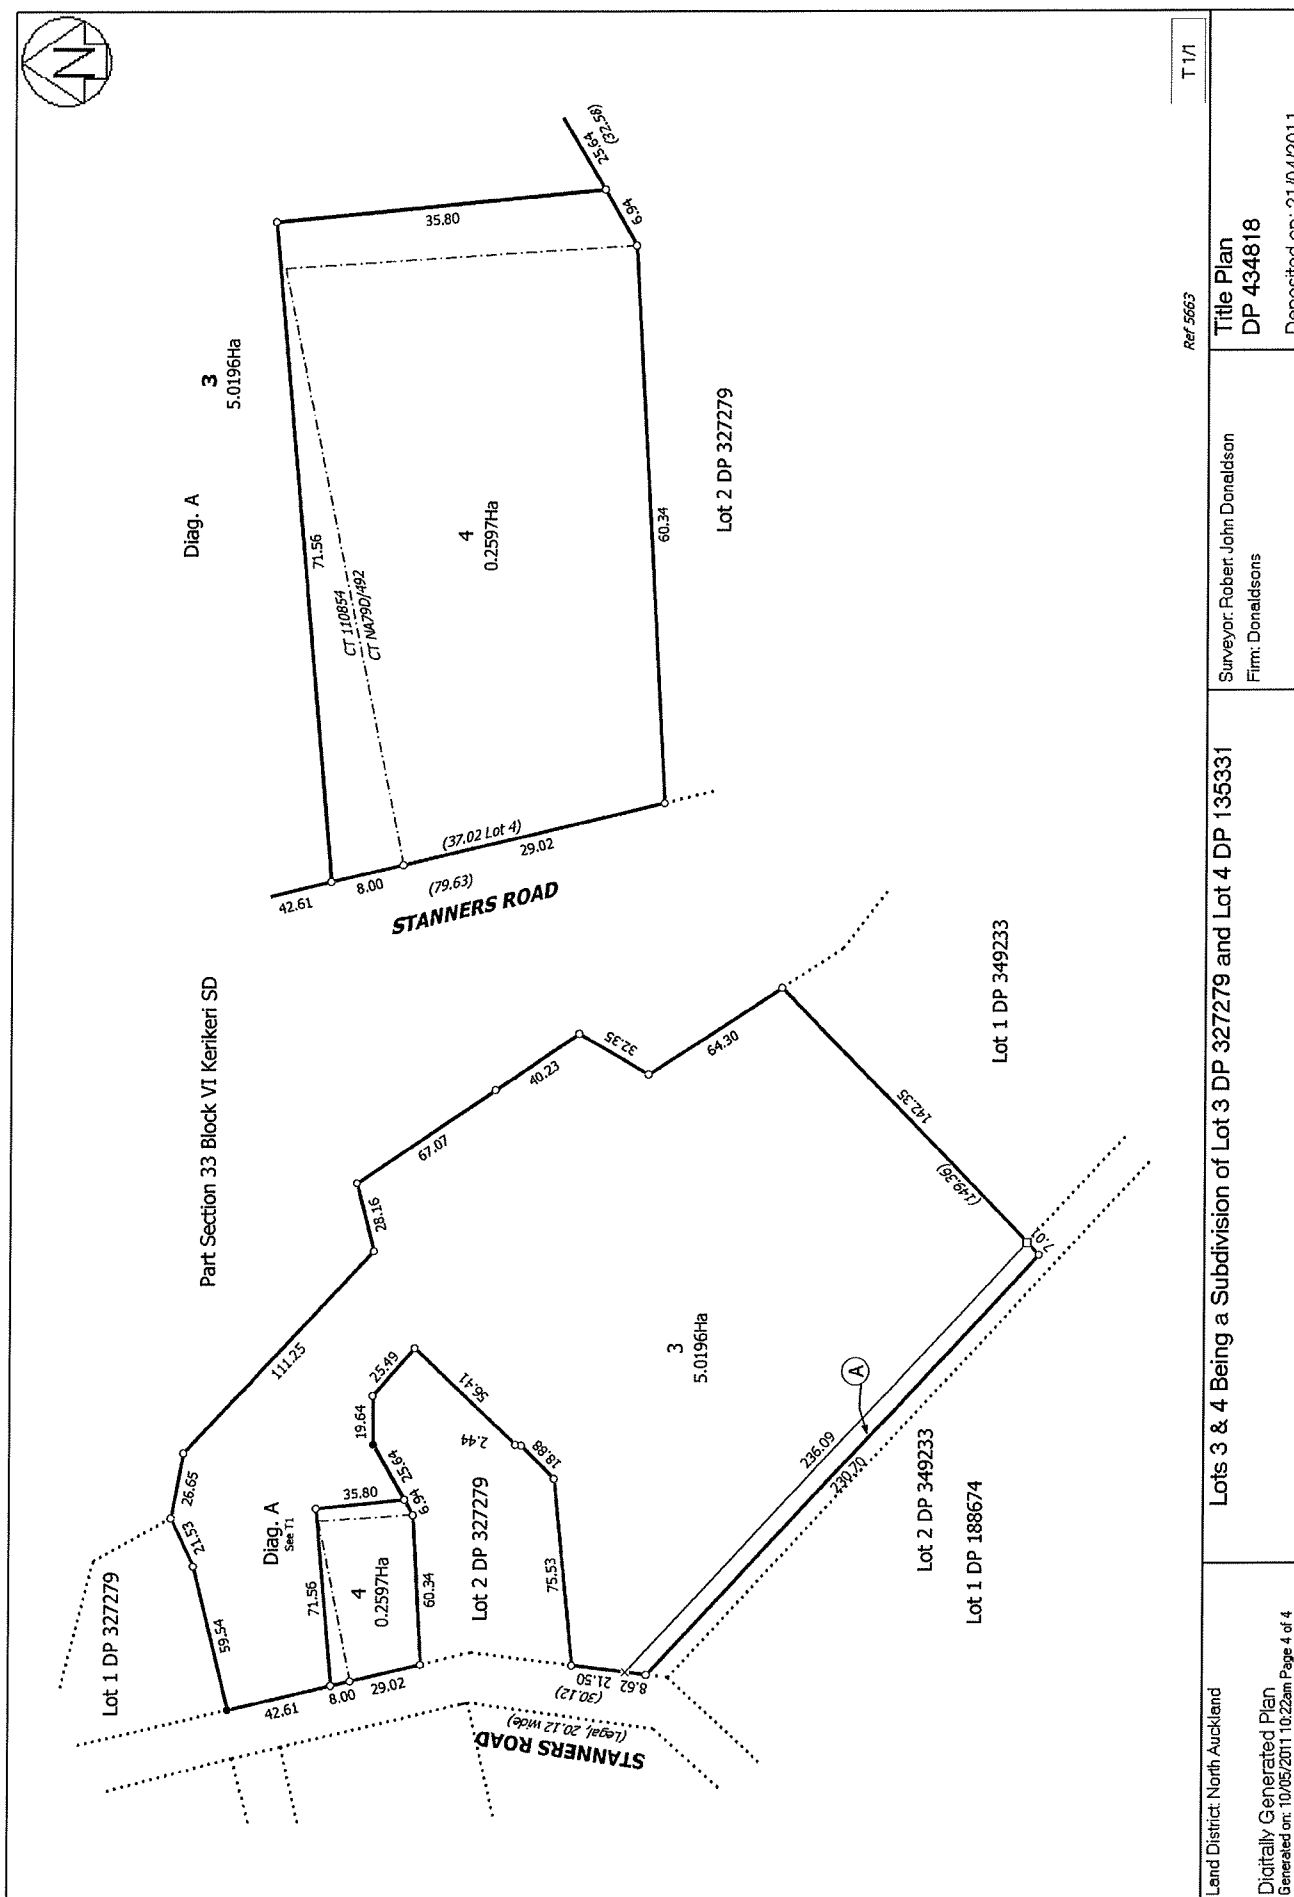 N
Part Section 33 Block VI Kerikeri SD
Lot 1 DP 327279
59.54
21.53
26.65
111.25
28.16
67.07
40.23
32.35
64.30
142.35
(149.36)
7.01
Diag. A
See T1
42.61
8.00
29.02
71.56
35.80
4
0.2597Ha
60.34
6.94
25.64
19.64
25.49
56.41
2.44
18.88
75.53
Lot 2 DP 327279
3
5.0196Ha
21.50
8.62
(30.12)
(Legal, 20.12 wide)
STANNERS ROAD
236.09
230.70
A
Lot 2 DP 349233
Lot 1 DP 188674
Lot 1 DP 349233
Diag. A
3
5.0196Ha
42.61
8.00
(79.63)
(37.02 Lot 4)
29.02
STANNERS ROAD
71.56
CT 110854
CT NA79D/492
4
0.2597Ha
35.80
25.64
(32.58)
6.94
60.34
Lot 2 DP 327279
Ref 5663
T 1/1
Land District: North Auckland
Digitally Generated Plan
Generated on: 10/05/2011 10:22am Page 4 of 4
Lots 3 & 4 Being a Subdivision of Lot 3 DP 327279 and Lot 4 DP 135331
Surveyor: Robert John Donaldson
Firm: Donaldsons
Title Plan
DP 434818
Deposited on: 21/04/2011